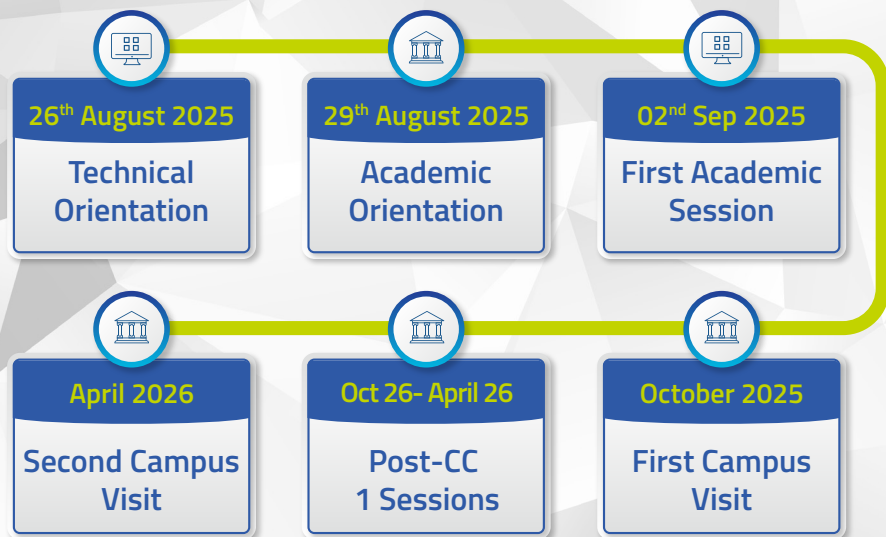 26th August 2025
Technical
Orientation
29th August 2025
Academic
Orientation
02nd Sep 2025
First Academic
Session
October 2025
First Campus
Visit
Oct 26- April 26
Post-CC
1 Sessions
April 2026
Second Campus
Visit